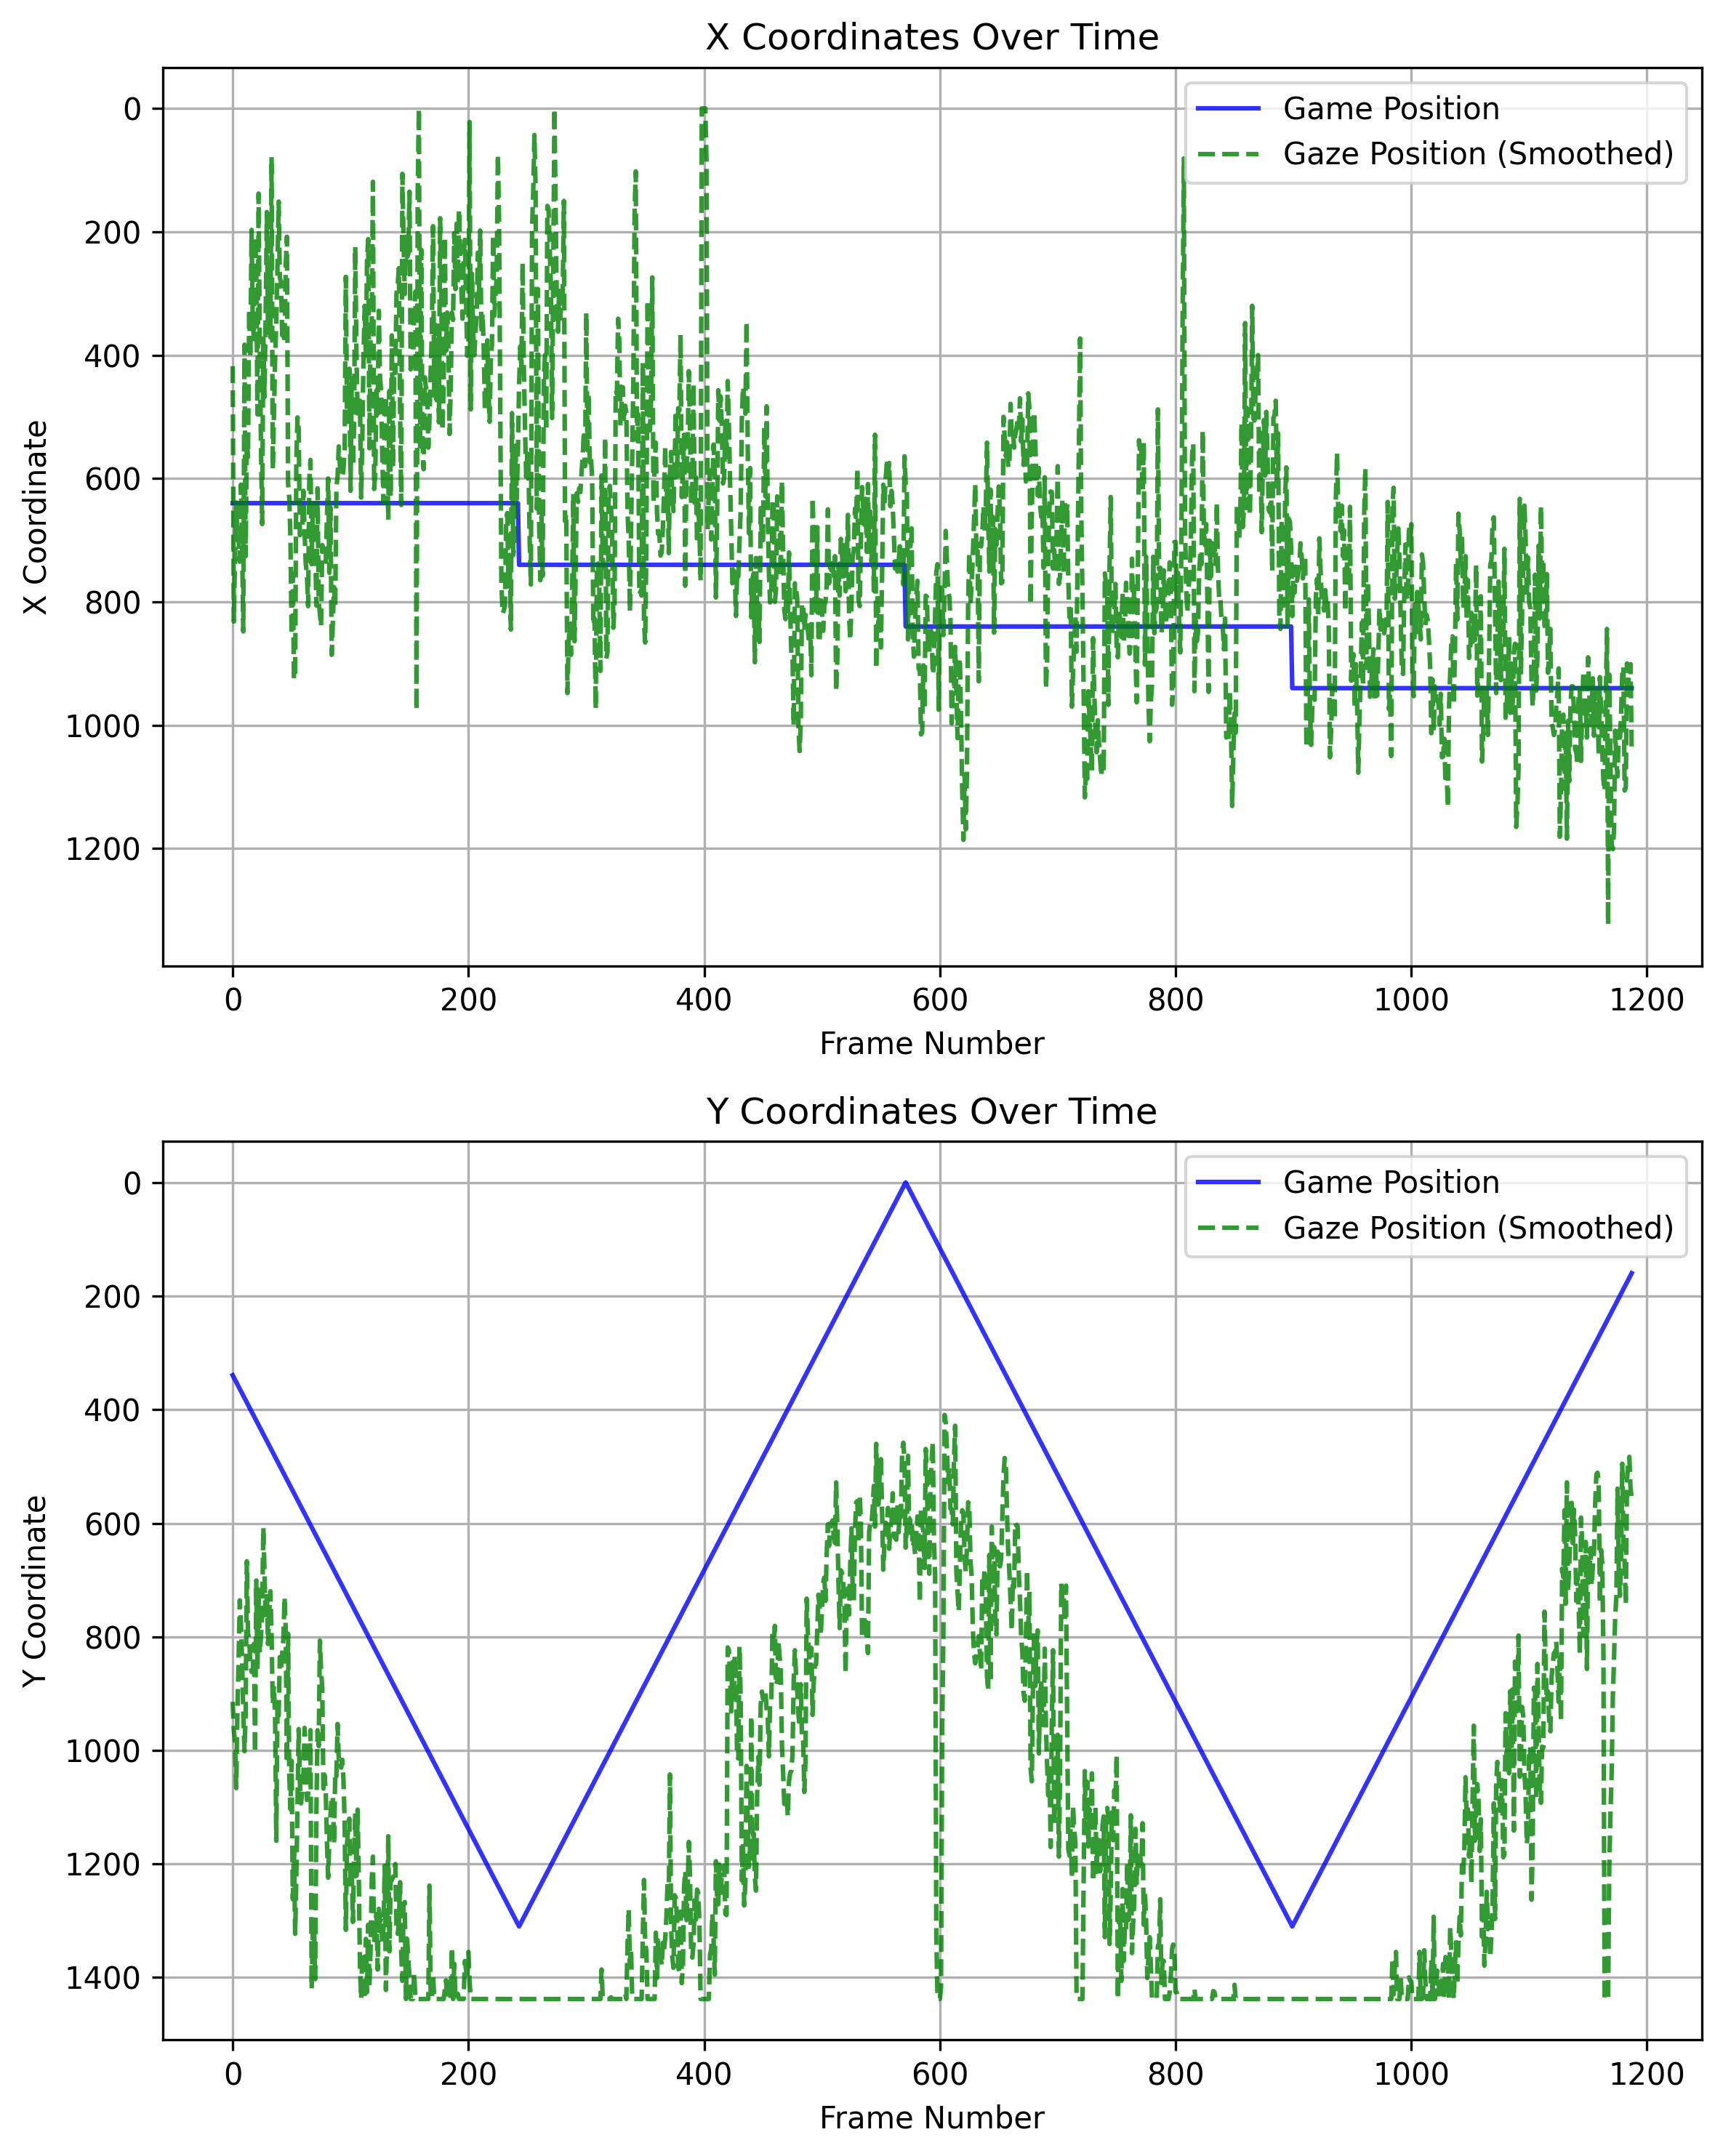 X Coordinates Over Time
Game Position
Gaze Position (Smoothed)
X Coordinate
0
200
400
600
800
1000
1200
0 200 400 600 800 1000 1200
Frame Number
Y Coordinates Over Time
Game Position
Gaze Position (Smoothed)
Y Coordinate
0
200
400
600
800
1000
1200
1400
0 200 400 600 800 1000 1200
Frame Number